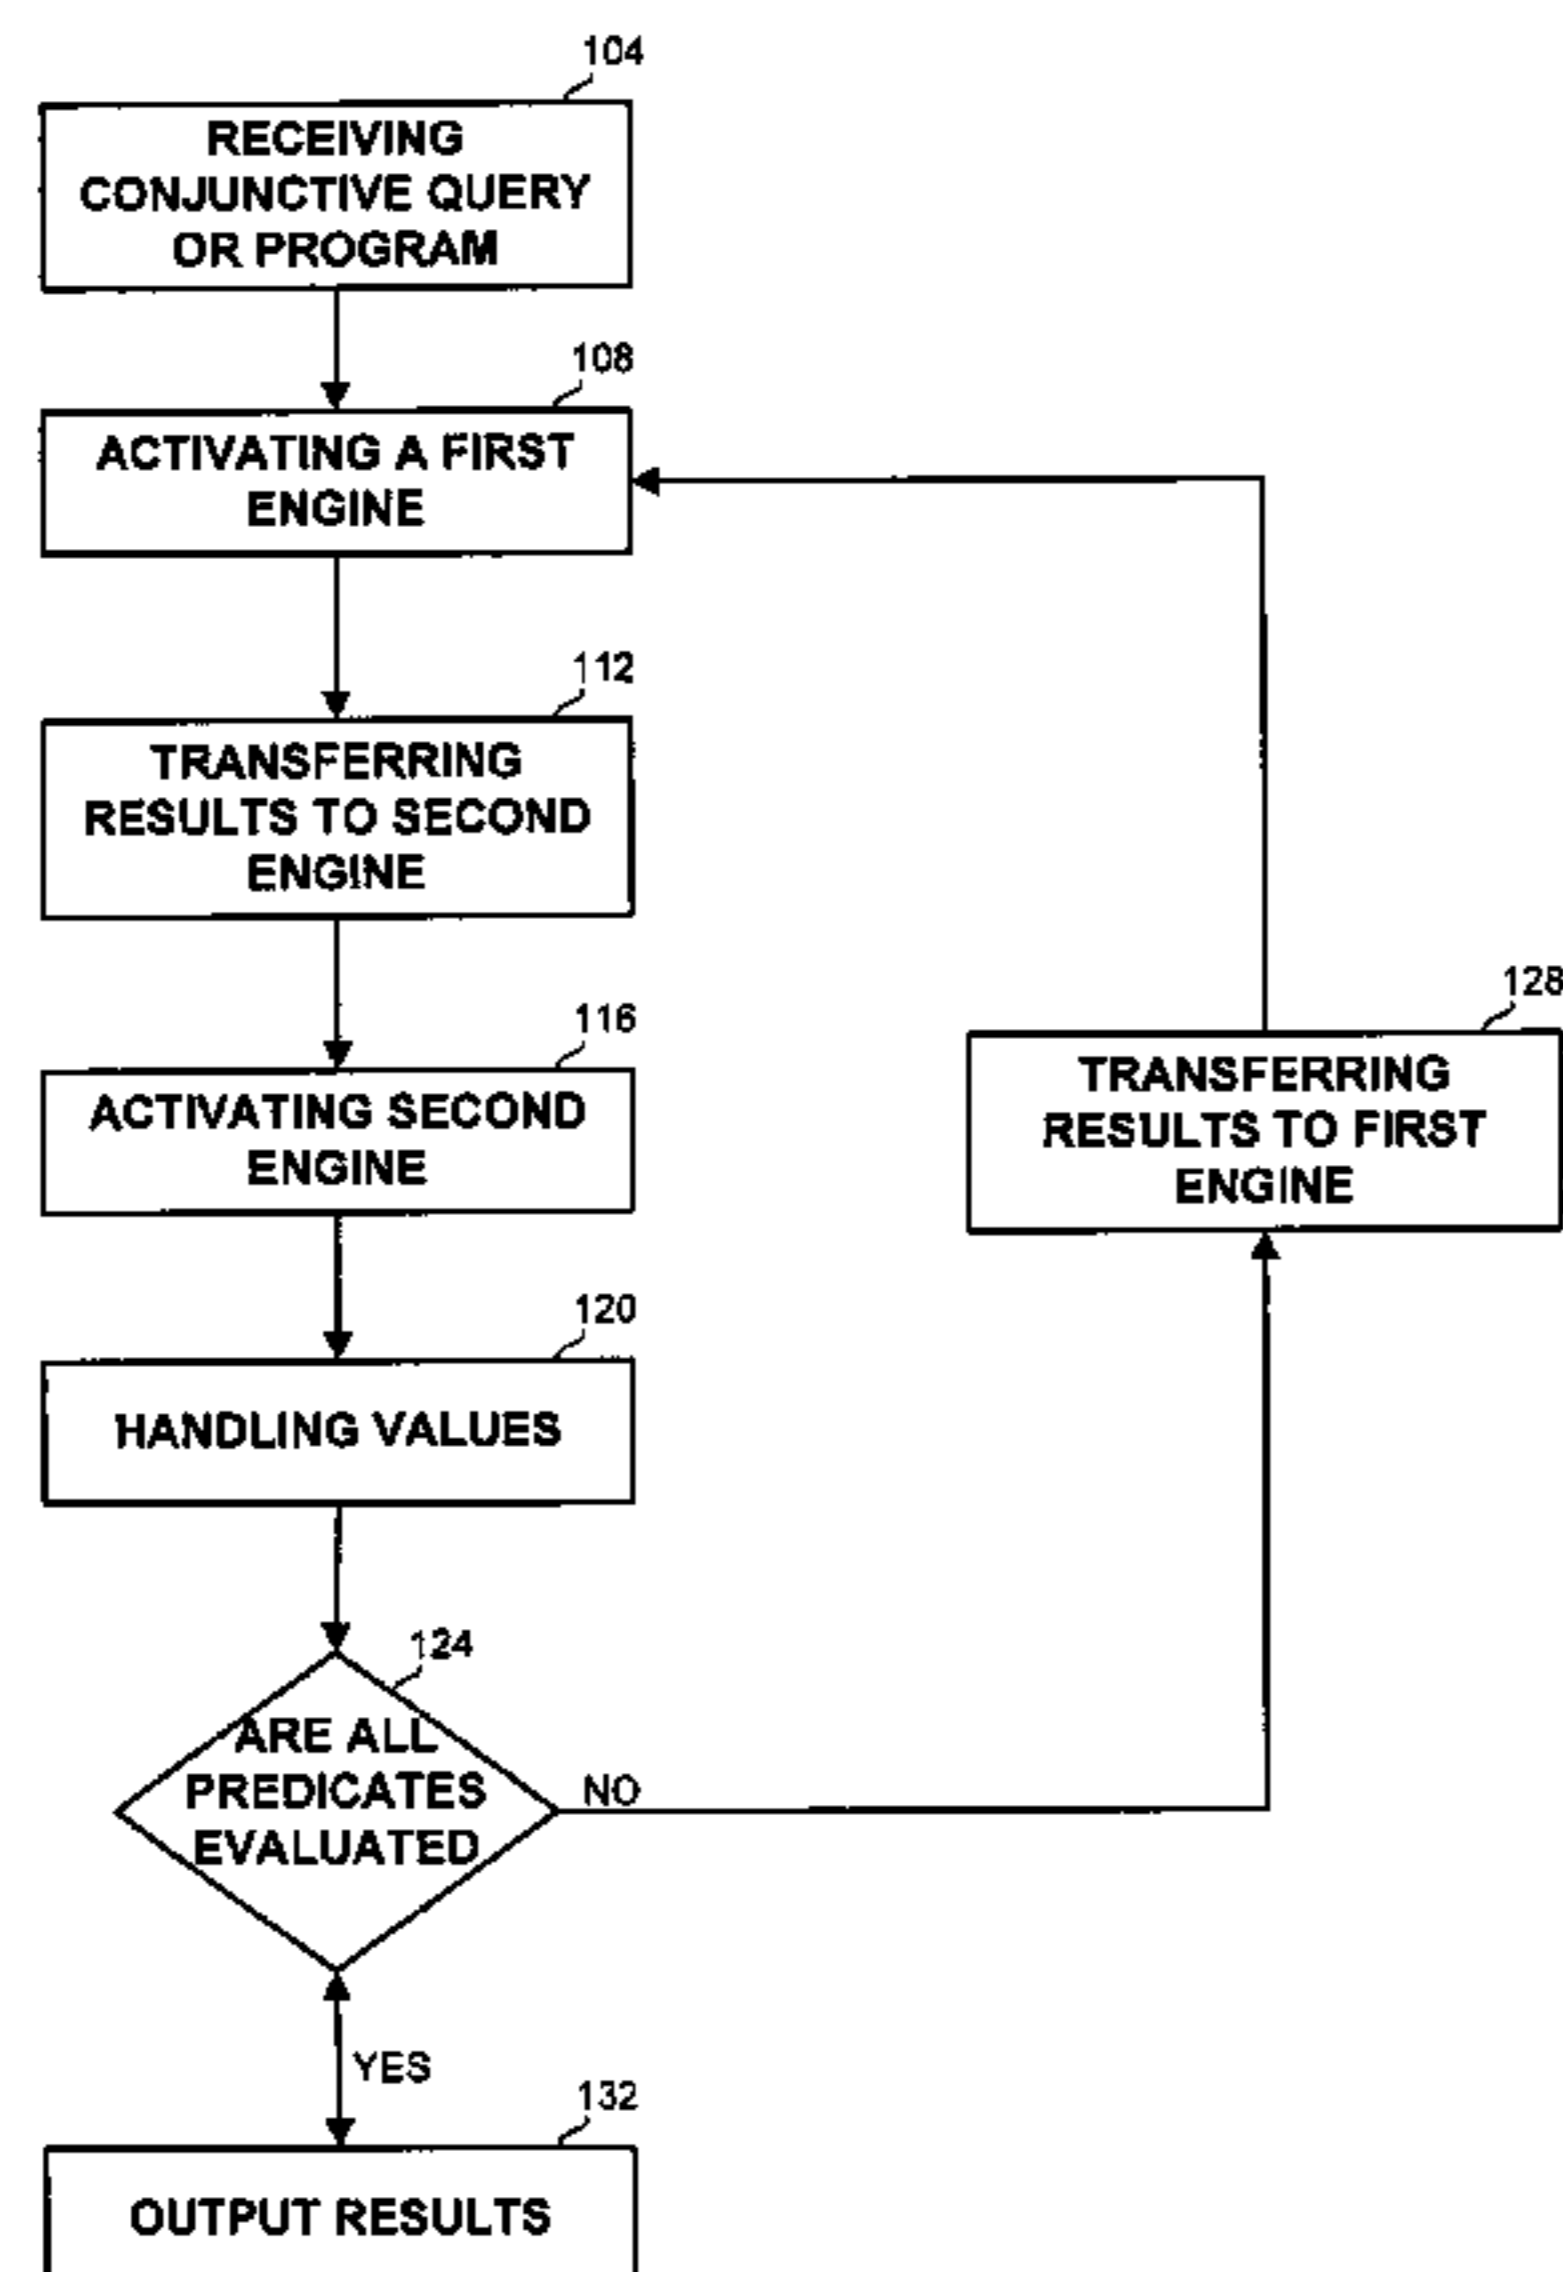 104
RECEIVING
CONJUNCTIVE QUERY
OR PROGRAM
108
ACTIVATING A FIRST
ENGINE
112
TRANSFERRING
RESULTS TO SECOND
ENGINE
116
ACTIVATING SECOND
ENGINE
128
TRANSFERRING
RESULTS TO FIRST
ENGINE
120
HANDLING VALUES
124
ARE ALL
PREDICATES
EVALUATED
NO
YES
132
OUTPUT RESULTS